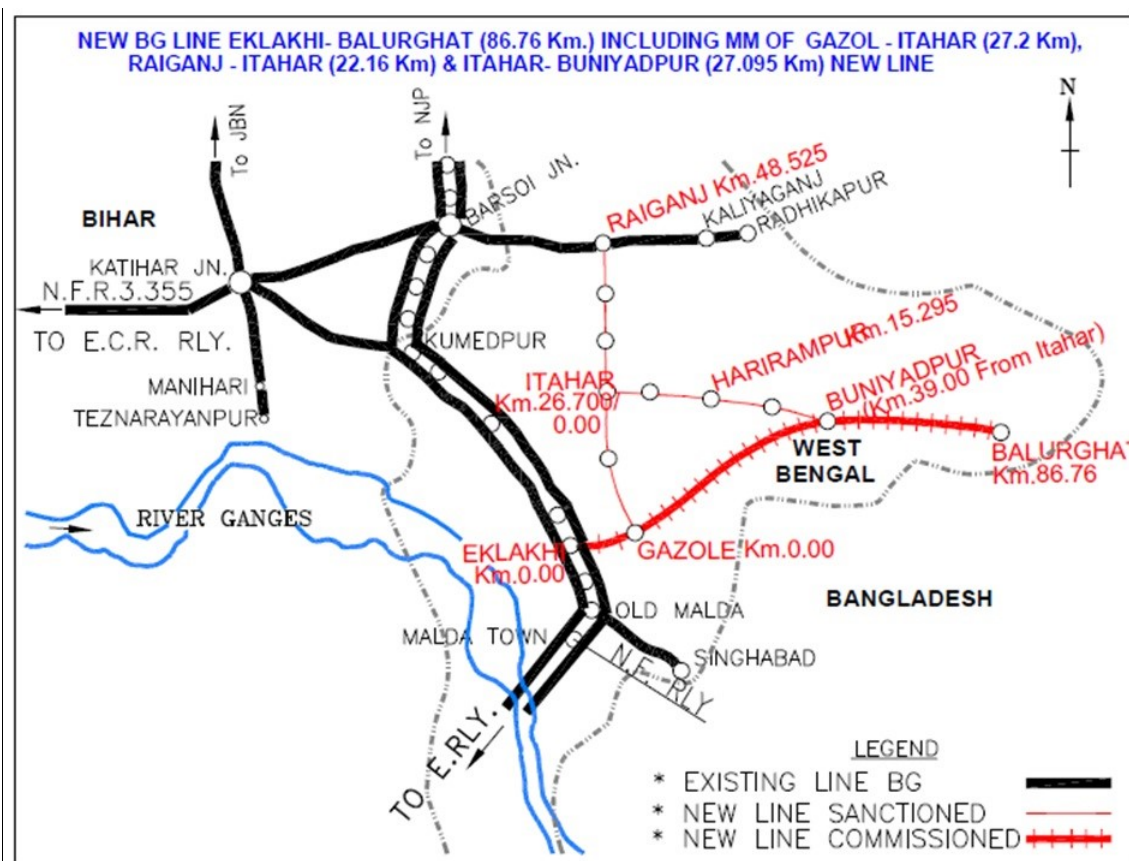 NEW BG LINE EKLAKHI- BALURGHAT (86.76 Km.) INCLUDING MM OF GAZOL - ITAHAR (27.2 Km),
RAIGANJ - ITAHAR (22.16 Km) & ITAHAR- BUNIYADPUR (27.095 Km) NEW LINE
N
To JBN
To NJP
BARSOI JN.
RAIGANJ Km.48.525
KALIYAGANJ
RADHIKAPUR
BIHAR
KATIHAR JN.
N.F.R.3.355
TO E.C.R. RLY.
KUMEDPUR
MANIHARI
TEZNARAYANPUR
ITAHAR
Km.26.700/
0.00
HARIRAMPUR
Km.15.295
BUNIYADPUR
(Km.39.00 From Itahar)
WEST
BENGAL
BALURGHAT
Km.86.76
RIVER GANGES
EKLAKHI
Km.0.00
GAZOLE Km.0.00
BANGLADESH
OLD MALDA
MALDA TOWN
SINGHABAD
N.F. RLY
TO E.RLY.
LEGEND
* EXISTING LINE BG
* NEW LINE SANCTIONED
* NEW LINE COMMISSIONED